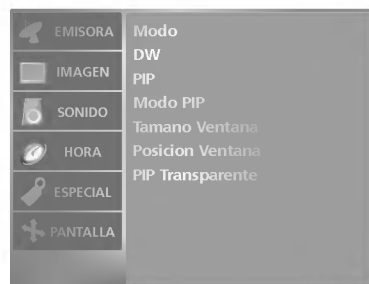 EMISORA
IMAGEN
SONIDO
HORA
ESPECIAL
PANTALLA
Modo
DW
PIP
Modo PIP
Tamano Ventana
Posicion Ventana
PIP Transparente